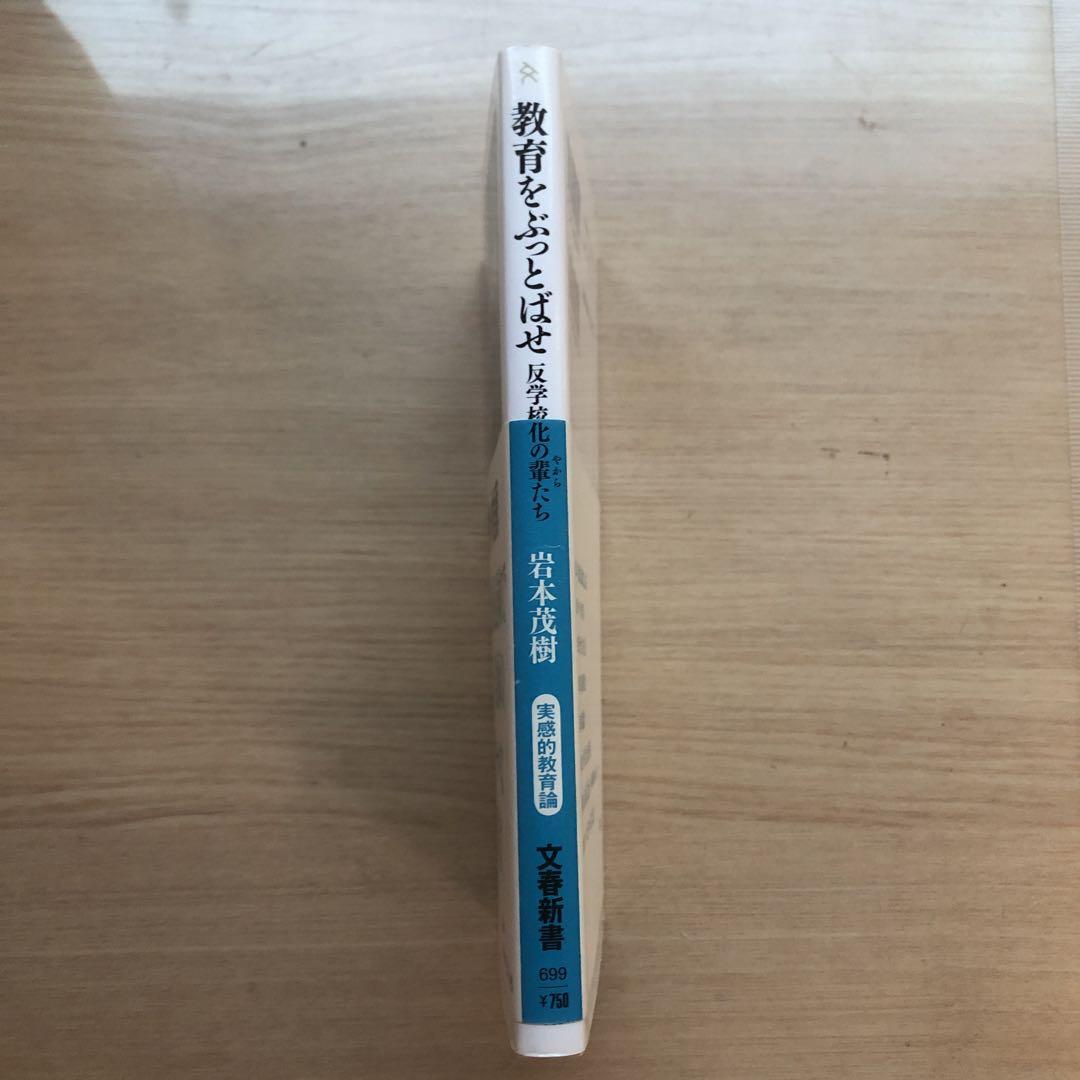 教育をぶっとばせ
反学校化の輩たち
やから
岩本茂樹
実感的教育論
文春新書
699
¥750